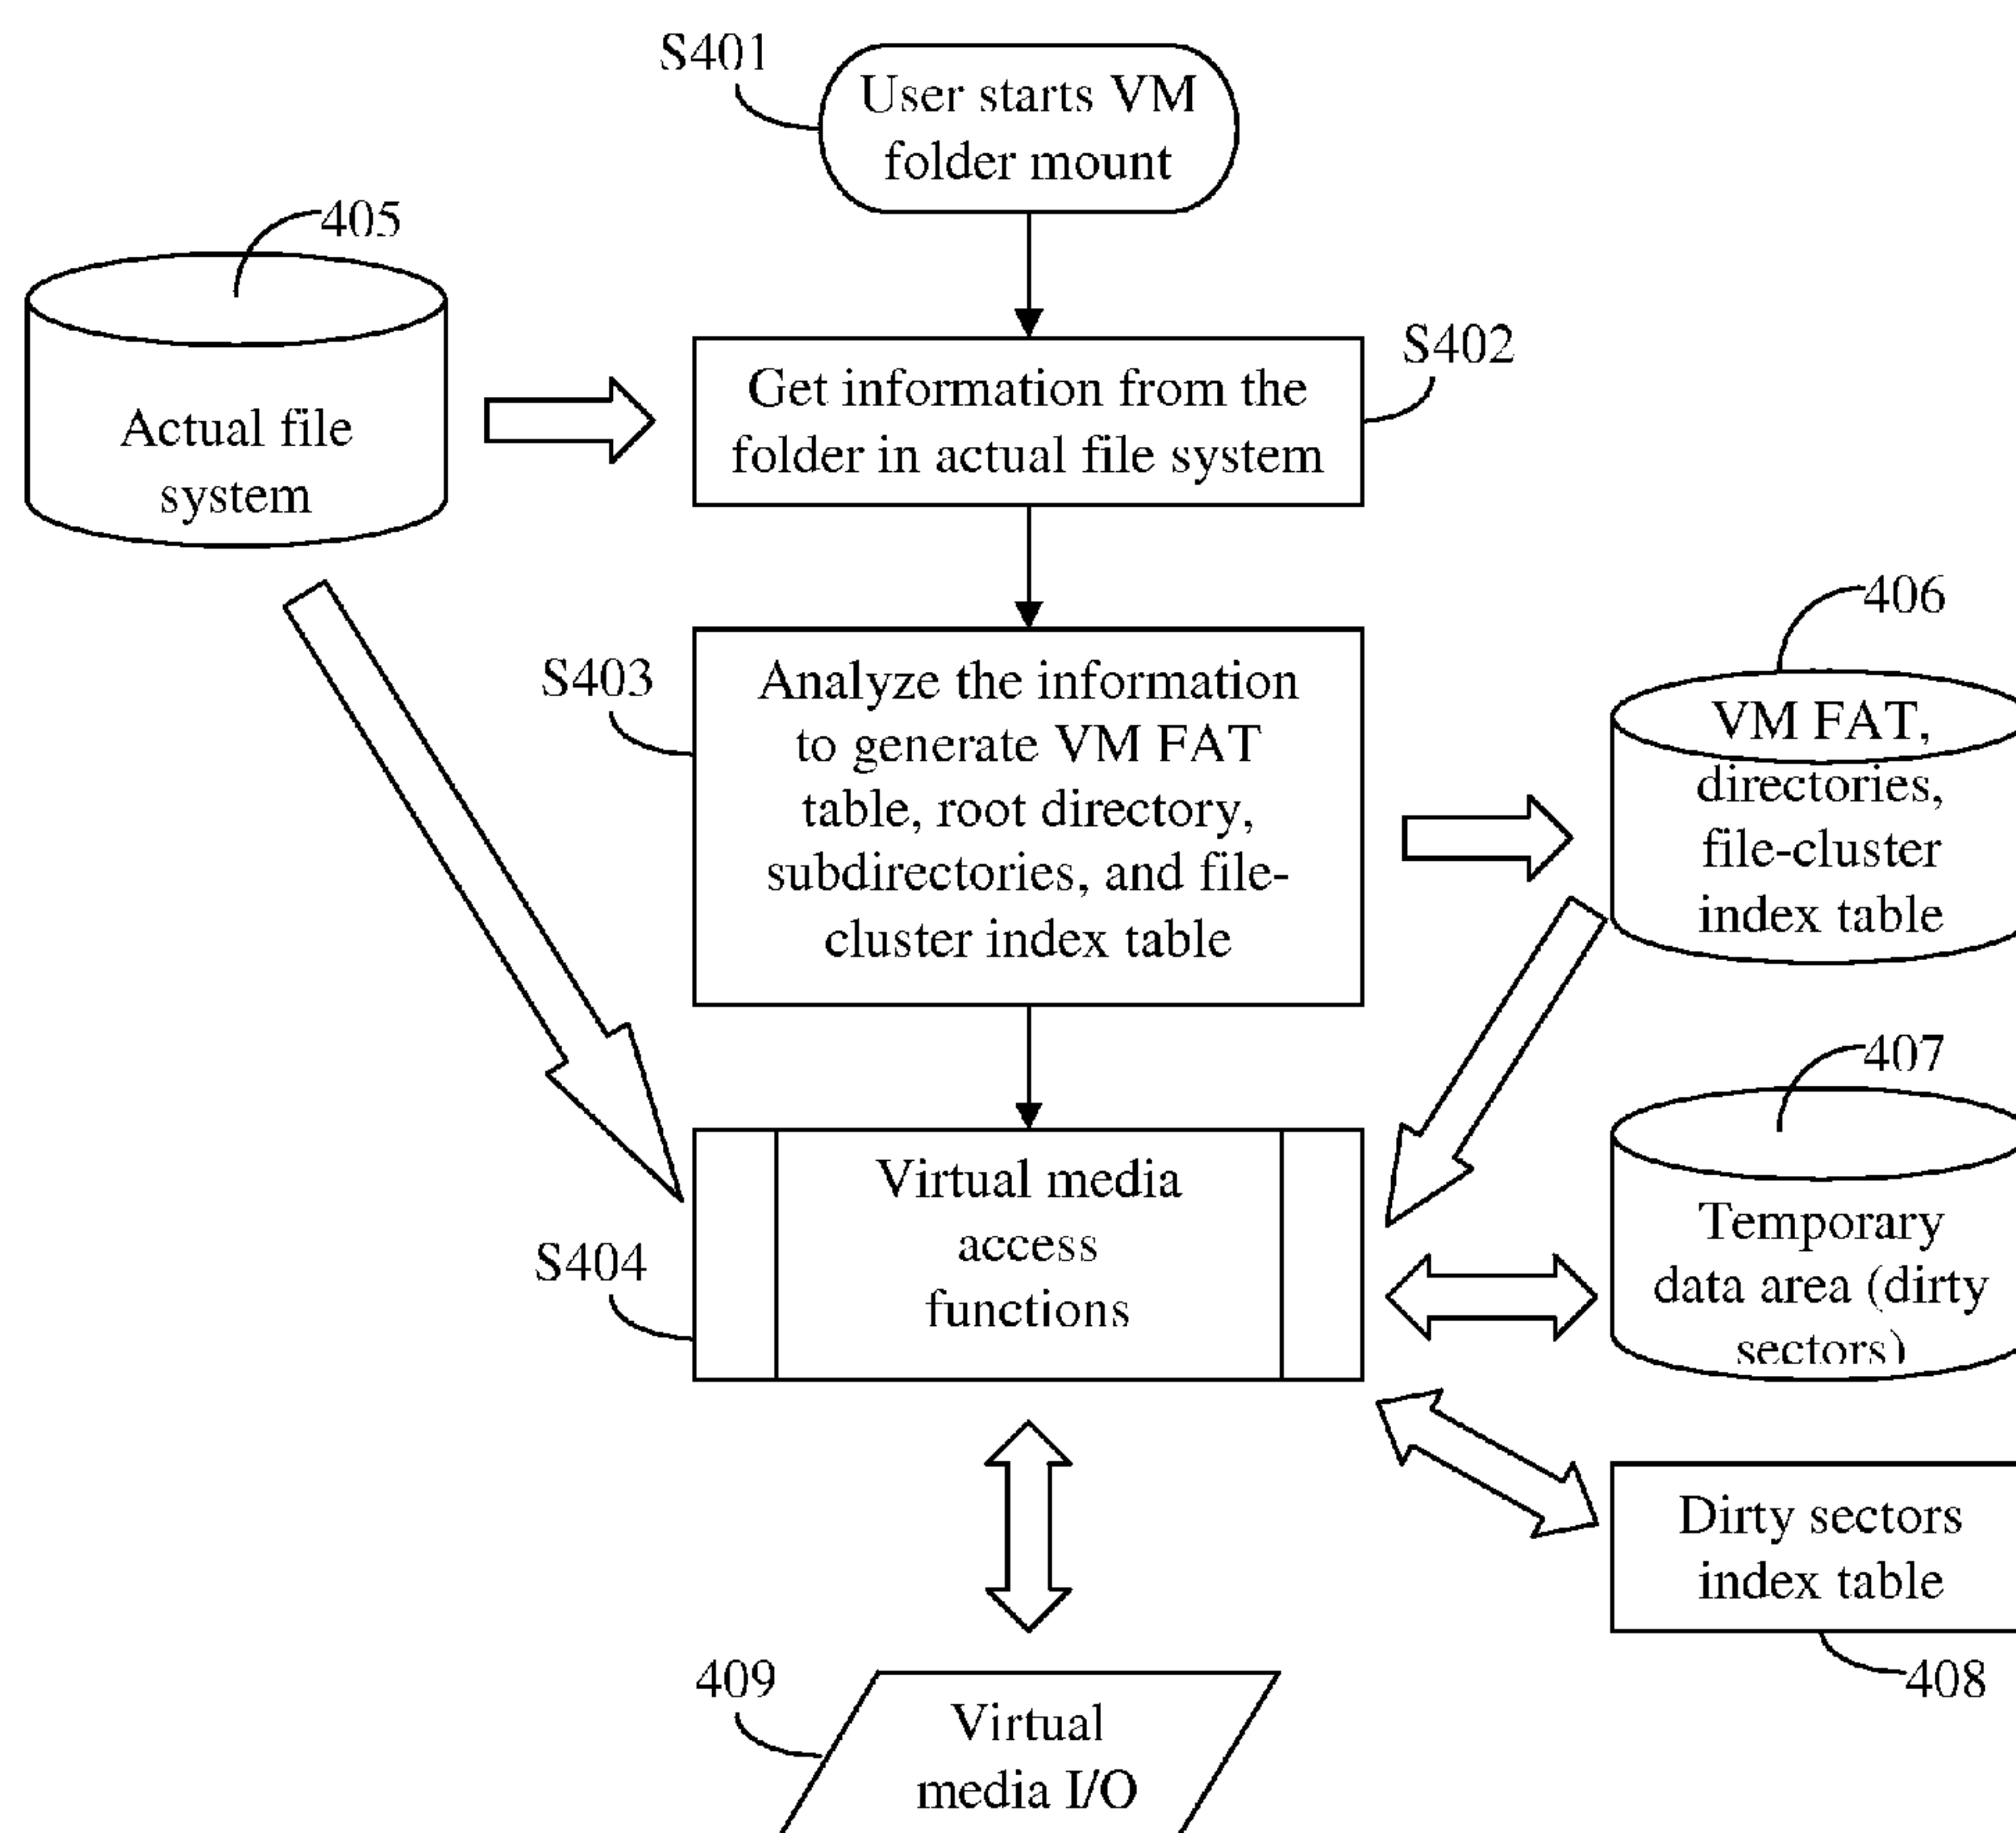 S401
User starts VM
folder mount
405
Actual file
system
S402
Get information from the
folder in actual file system
S403
Analyze the information
to generate VM FAT
table, root directory,
subdirectories, and file-
cluster index table
406
VM FAT,
directories,
file-cluster
index table
407
Temporary
data area (dirty
sectors)
S404
Virtual media
access
functions
Dirty sectors
index table
408
409
Virtual
media I/O